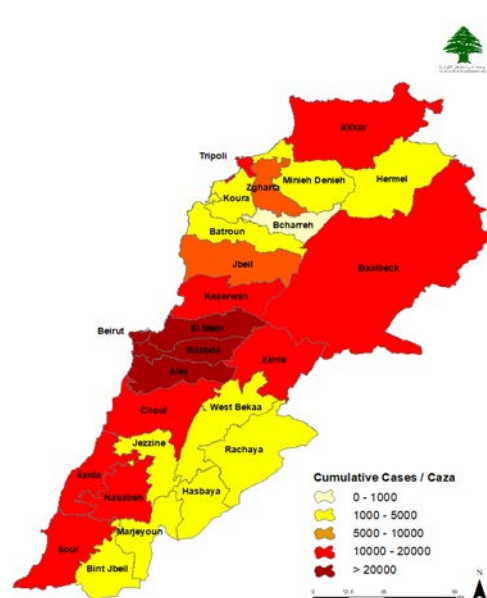 Akkar
Tripoli
Zgharta
Minieh Denieh
Hermel
Koura
Bcharreh
Batroun
Jbeil
Baalbeck
Keserwan
Beirut
El Metn
Baabda
Zahle
Aley
Chouf
West Bekaa
Jezzine
Rachaya
Saida
Hasbaya
Nabatieh
Marjeyoun
Sour
Bint Jbeil
Cumulative Cases / Caza
0 - 1000
1000 - 5000
5000 - 10000
10000 - 20000
> 20000
N